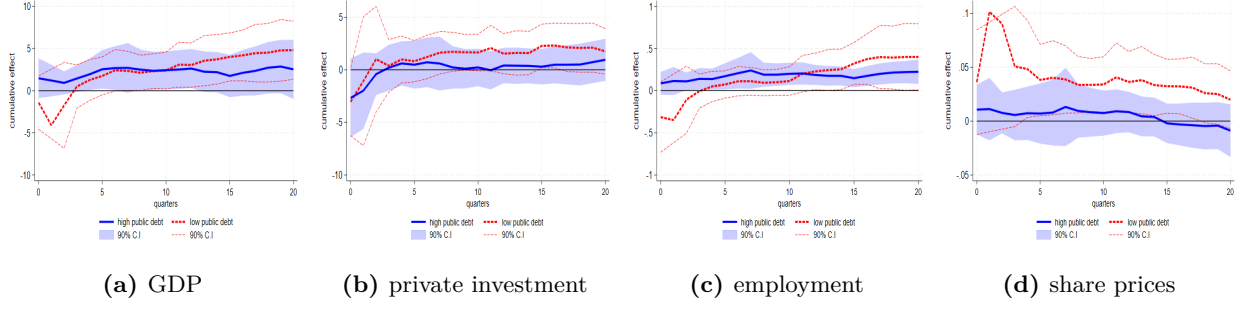 cumulative effect
10
5
0
-5
-10
0 5 10 15 20
quarters
high public debt low public debt
90% C.I 90% C.I
(a) GDP
cumulative effect
5
0
-5
-10
0 5 10 15 20
quarters
high public debt low public debt
90% C.I 90% C.I
(b) private investment
cumulative effect
1
.5
0
-.5
-1
0 5 10 15 20
quarters
high public debt low public debt
90% C.I 90% C.I
(c) employment
cumulative effect
.1
.05
0
-.05
0 5 10 15 20
quarters
high public debt low public debt
90% C.I 90% C.I
(d) share prices